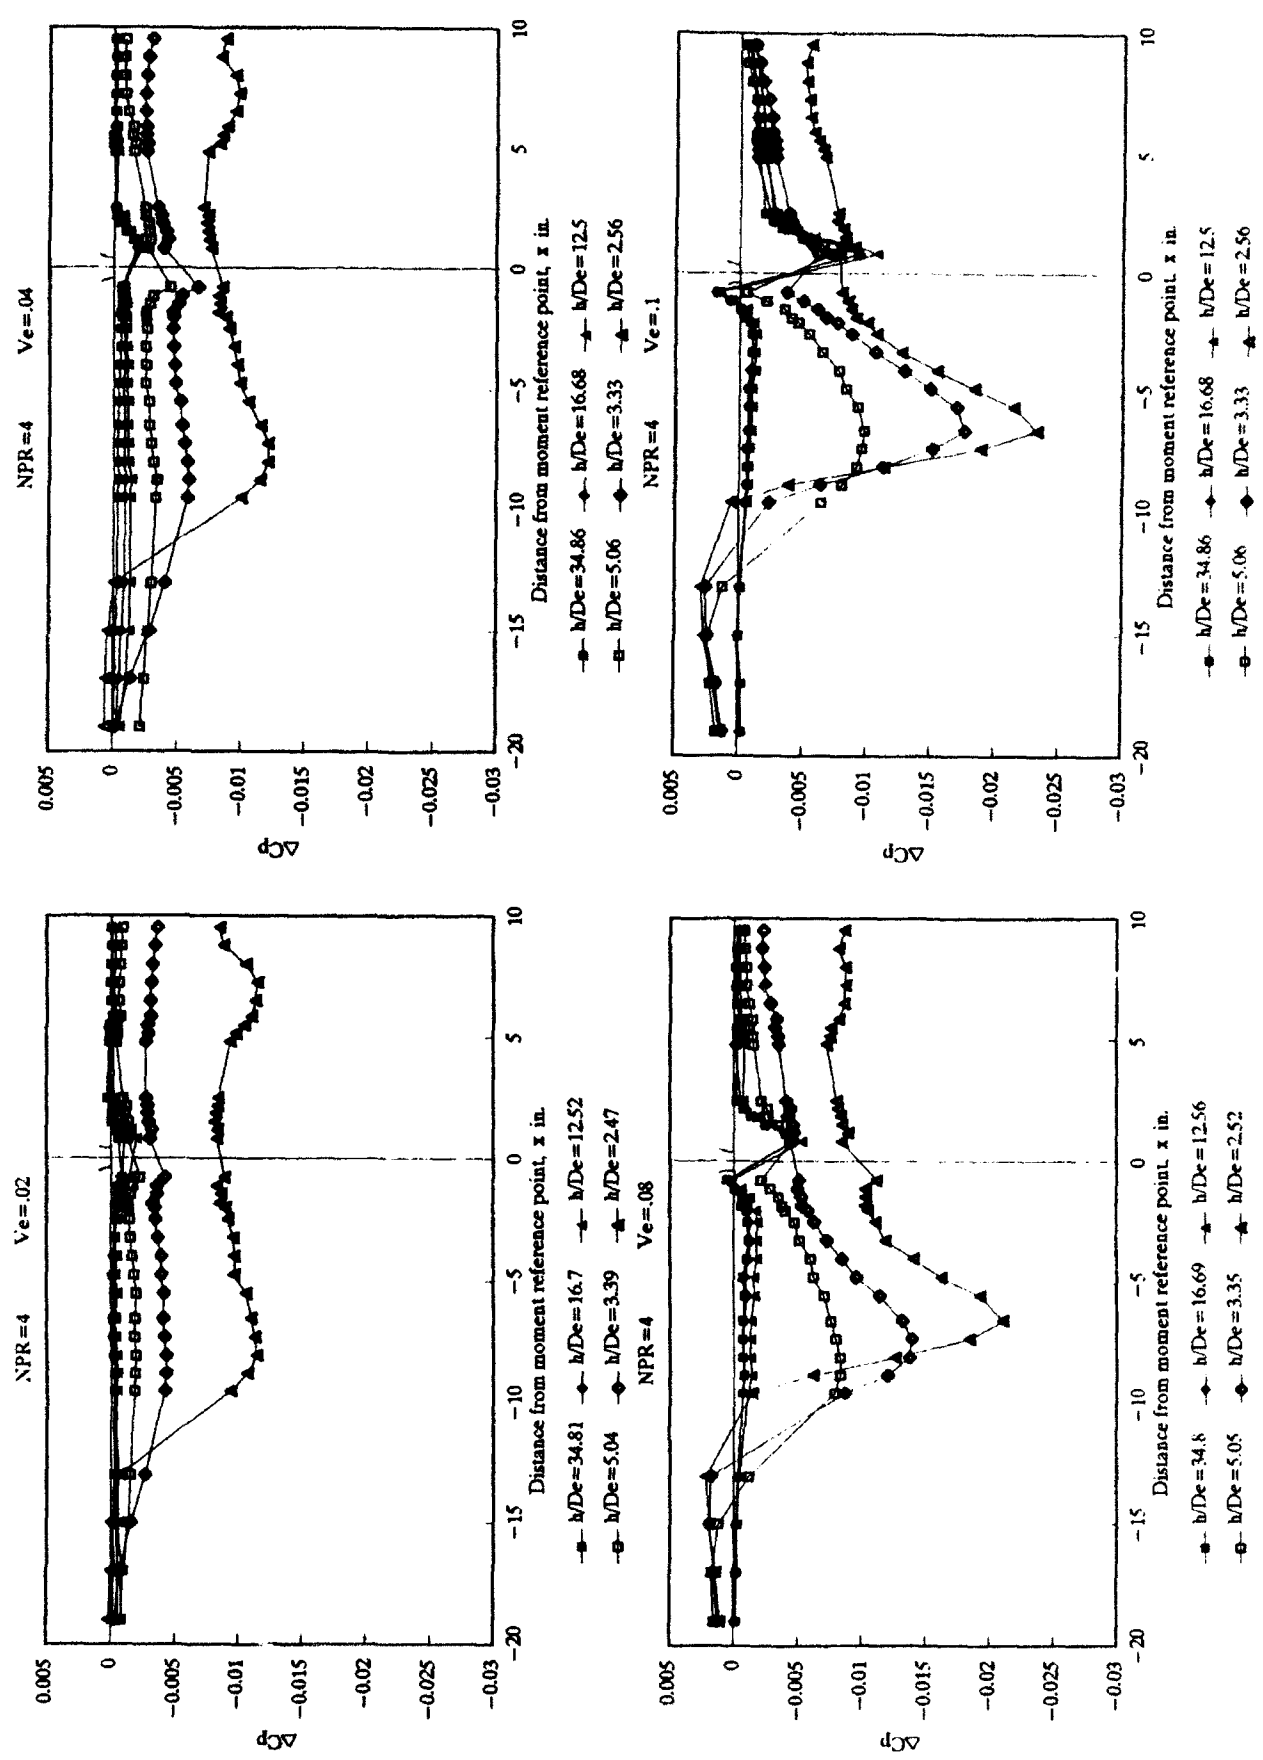 NPR=4 Ve=.02
0.005
0
−0.005
−0.01
−0.015
−0.02
−0.025
−0.03
ΔCp
−20 −15 −10 −5 0 5 10
Distance from moment reference point, x in.
h/De=34.81 h/De=16.7 h/De=12.52
h/De=5.04 h/De=3.39 h/De=2.47
NPR=4 Ve=.04
0.005
0
−0.005
−0.01
−0.015
−0.02
−0.025
−0.03
ΔCp
−20 −15 −10 −5 0 5 10
Distance from moment reference point, x in.
h/De=34.86 h/De=16.68 h/De=12.5
h/De=5.06 h/De=3.33 h/De=2.56
NPR=4 Ve=.08
0.005
0
−0.005
−0.01
−0.015
−0.02
−0.025
−0.03
ΔCp
−20 −15 −10 −5 0 5 10
Distance from moment reference point, x in.
h/De=34.8 h/De=16.69 h/De=12.56
h/De=5.05 h/De=3.35 h/De=2.52
NPR=4 Ve=.1
0.005
0
−0.005
−0.01
−0.015
−0.02
−0.025
−0.03
ΔCp
−20 −15 −10 −5 0 5 10
Distance from moment reference point, x in.
h/De=34.86 h/De=16.68 h/De=12.5
h/De=5.06 h/De=3.33 h/De=2.56